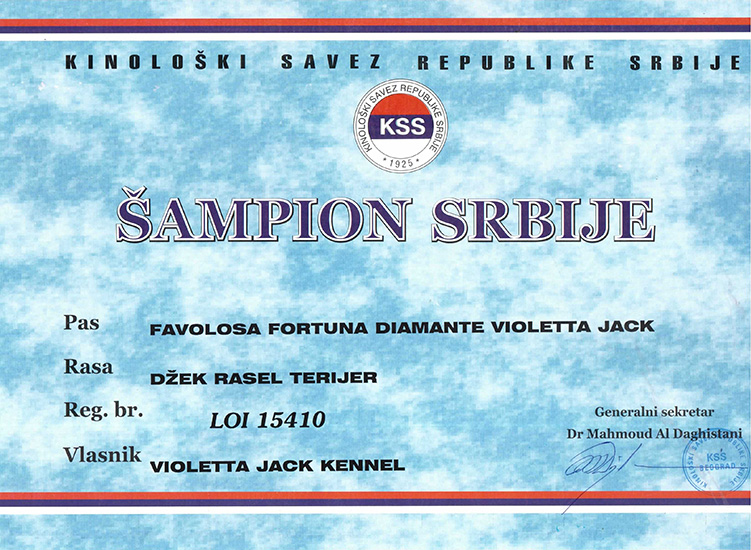 KINOLOŠKI SAVEZ REPUBLIKE SRBIJE
KINOLOŠKI SAVEZ REPUBLIKE SRBIJE
KSS
* 1925 *
ŠAMPION SRBIJE
Pas FAVOLOSA FORTUNA DIAMANTE VIOLETTA JACK
Rasa DŽEK RASEL TERIJER
Reg. br. LOI 15410
Vlasnik VIOLETTA JACK KENNEL
Generalni sekretar
Dr Mahmoud Al Daghistani
KSS
BEOGRAD